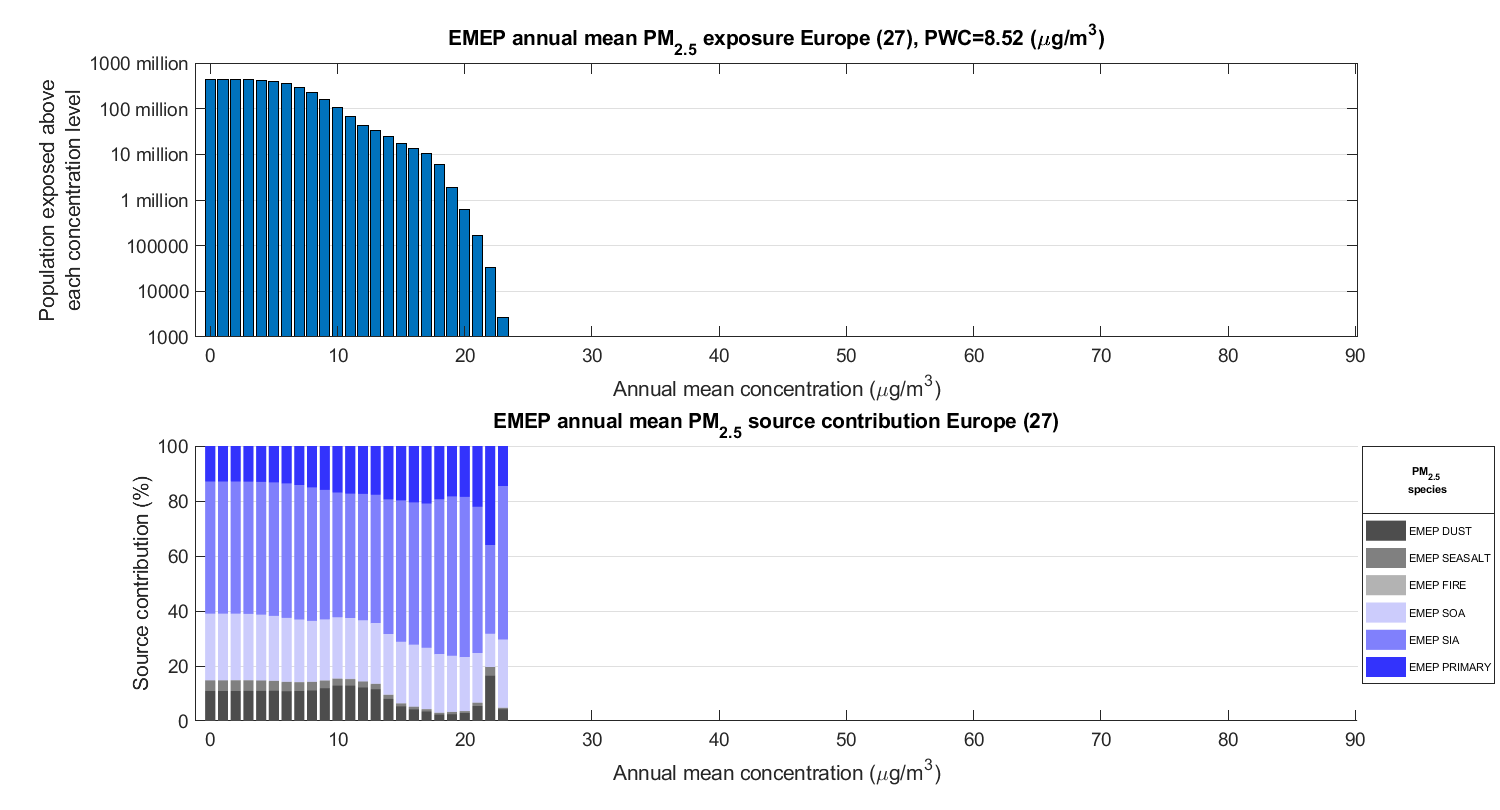 EMEP annual mean PM2.5 exposure Europe (27), PWC=8.52 (μg/m3)
Population exposed above
each concentration level
1000 million
100 million
10 million
1 million
100000
10000
1000
0 10 20 30 40 50 60 70 80 90
Annual mean concentration (μg/m3)
EMEP annual mean PM2.5 source contribution Europe (27)
Source contribution (%)
100
80
60
40
20
0
0 10 20 30 40 50 60 70 80 90
Annual mean concentration (μg/m3)
PM2.5
species
EMEP DUST
EMEP SEASALT
EMEP FIRE
EMEP SOA
EMEP SIA
EMEP PRIMARY